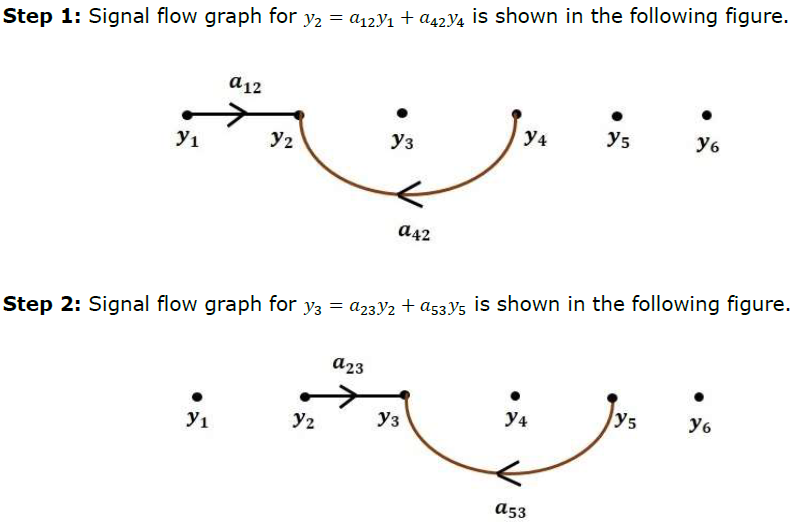 Step 1: Signal flow graph for y₂ = a₁₂y₁ + a₄₂y₄ is shown in the following figure.
a₁₂
y₁ y₂ y₃ y₄ y₅ y₆
a₄₂
Step 2: Signal flow graph for y₃ = a₂₃y₂ + a₅₃y₅ is shown in the following figure.
a₂₃
y₁ y₂ y₃ y₄ y₅ y₆
a₅₃